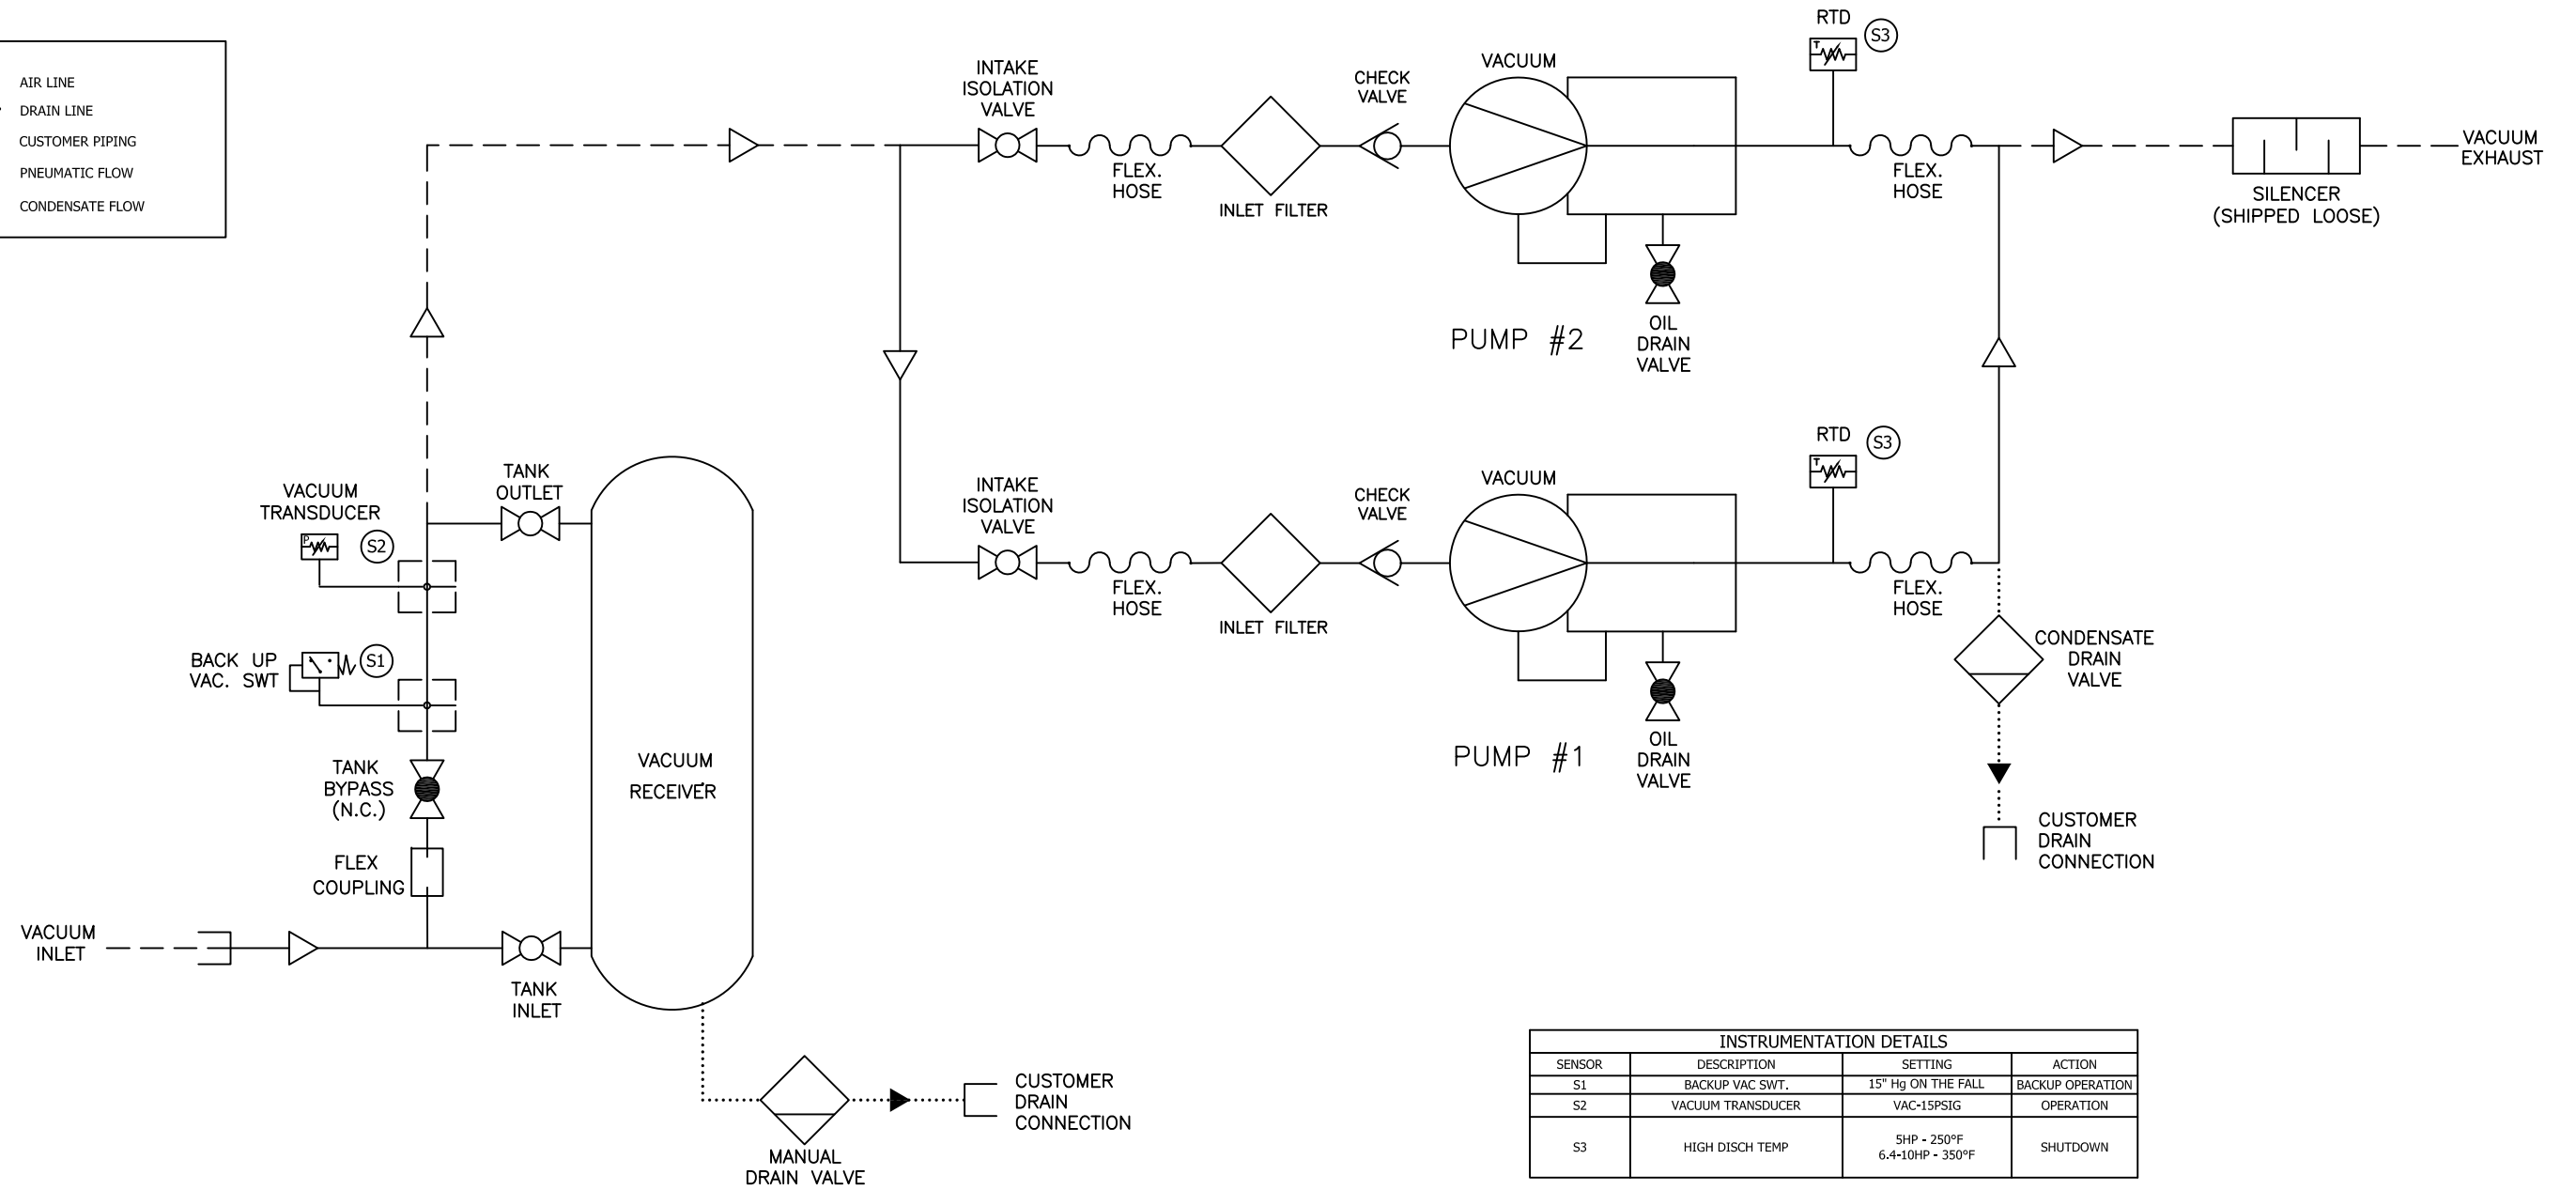 AIR LINE
DRAIN LINE
CUSTOMER PIPING
PNEUMATIC FLOW
CONDENSATE FLOW
INTAKE
ISOLATION
VALVE
FLEX.
HOSE
INLET FILTER
CHECK
VALVE
VACUUM
PUMP #2
OIL
DRAIN
VALVE
RTD
S3
T
FLEX.
HOSE
SILENCER
(SHIPPED LOOSE)
VACUUM
EXHAUST
VACUUM
TRANSDUCER
S2
P
TANK
OUTLET
BACK UP
VAC. SWT
S1
TANK
BYPASS
(N.C.)
FLEX
COUPLING
VACUUM
INLET
TANK
INLET
VACUUM
RECEIVER
MANUAL
DRAIN VALVE
CUSTOMER
DRAIN
CONNECTION
INTAKE
ISOLATION
VALVE
FLEX.
HOSE
INLET FILTER
CHECK
VALVE
VACUUM
PUMP #1
OIL
DRAIN
VALVE
RTD
S3
T
FLEX.
HOSE
CONDENSATE
DRAIN
VALVE
CUSTOMER
DRAIN
CONNECTION
INSTRUMENTATION DETAILS
SENSOR DESCRIPTION SETTING ACTION
S1 BACKUP VAC SWT. 15" Hg ON THE FALL BACKUP OPERATION
S2 VACUUM TRANSDUCER VAC-15PSIG OPERATION
S3 HIGH DISCH TEMP 5HP - 250°F SHUTDOWN
6.4-10HP - 350°F